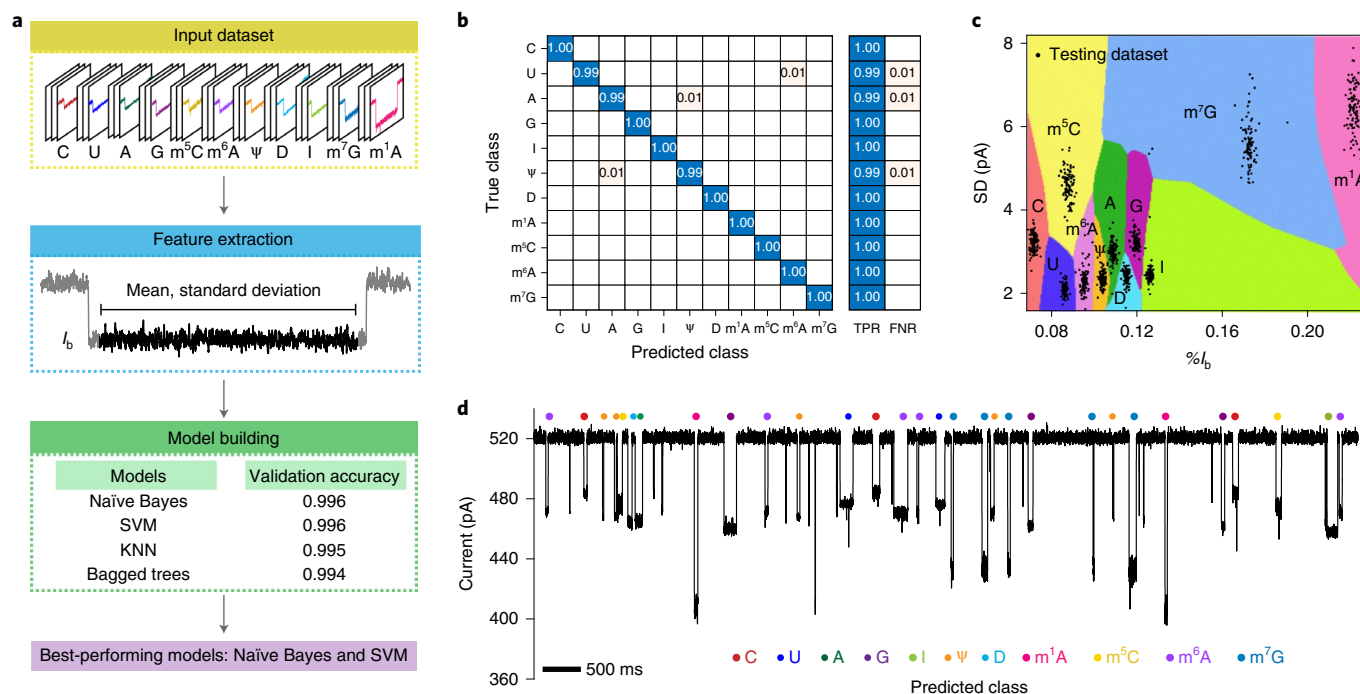 a
Input dataset
C U A G m⁵C m⁶A ψ D I m⁷G m¹A
Feature extraction
Mean, standard deviation
I_b
Model building
Models Validation accuracy
Naïve Bayes 0.996
SVM 0.996
KNN 0.995
Bagged trees 0.994
Best-performing models: Naïve Bayes and SVM
b
True class
C 1.00 1.00
U 0.99 0.01 0.99 0.01
A 0.99 0.01 0.99 0.01
G 1.00 1.00
I 1.00 1.00
ψ 0.01 0.99 0.99 0.01
D 1.00 1.00
m¹A 1.00 1.00
m⁵C 1.00 1.00
m⁶A 1.00 1.00
m⁷G 1.00 1.00
C U A G I ψ D m¹A m⁵C m⁶A m⁷G TPR FNR
Predicted class
c
SD (pA)
8
6
4
2
Testing dataset
m⁷G
m⁵C
m¹A
C
A
G
m⁶A
ψ
U
I
D
0.08 0.12 0.16 0.20
%I_b
d
Current (pA)
520
480
440
400
360
500 ms
C U A G I ψ D m¹A m⁵C m⁶A m⁷G
Predicted class